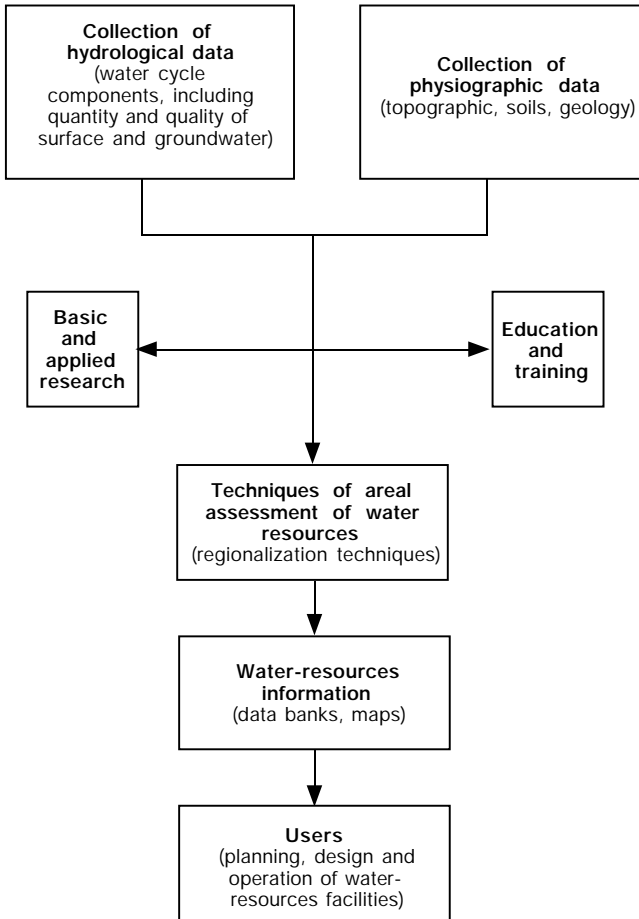 Collection of
hydrological data
(water cycle
components, including
quantity and quality of
surface and groundwater)
Collection of
physiographic data
(topographic, soils, geology)
Basic
and
applied
research
Education
and
training
Techniques of areal
assessment of water
resources
(regionalization techniques)
Water-resources
information
(data banks, maps)
Users
(planning, design and
operation of water-
resources facilities)